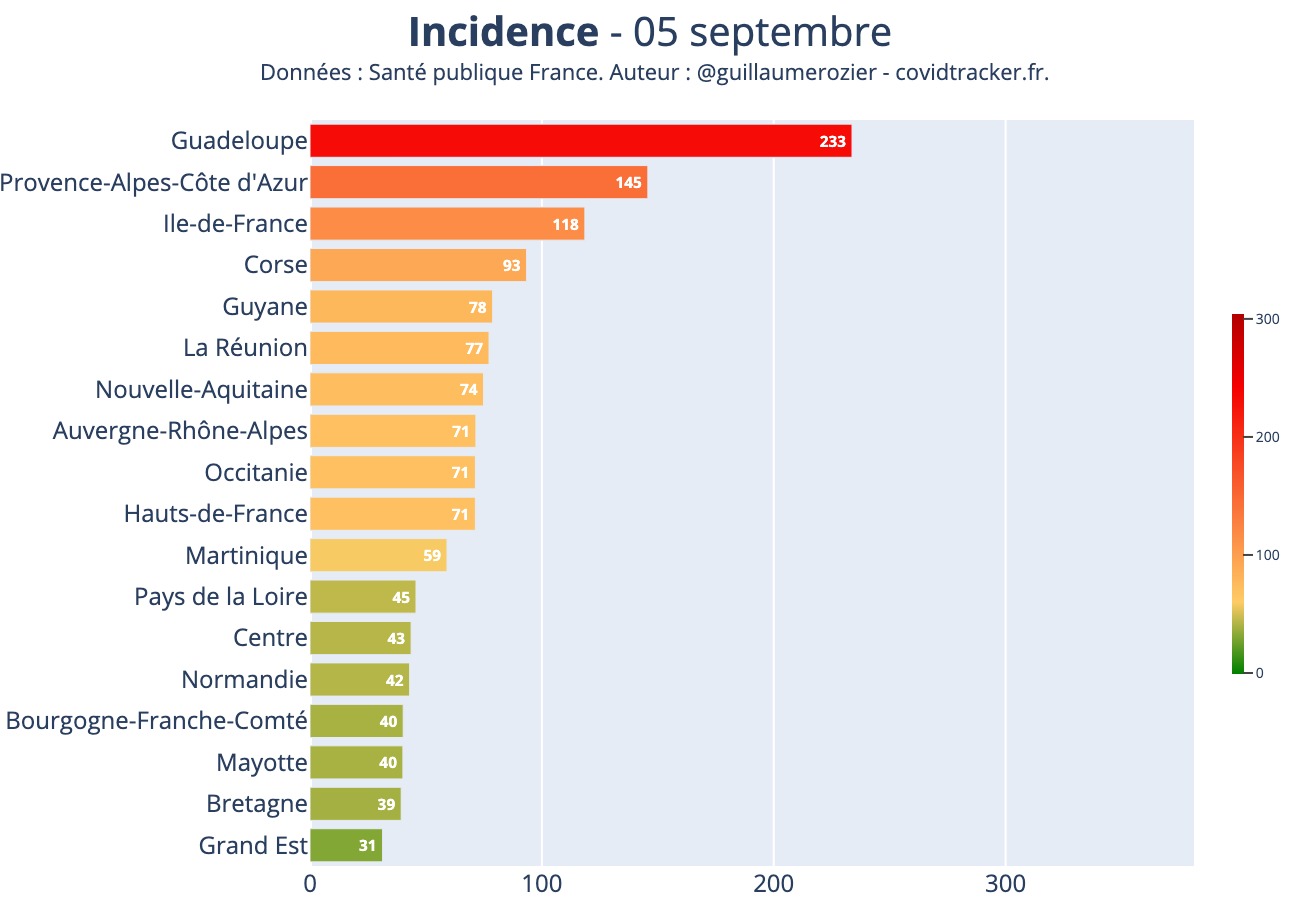 Incidence - 05 septembre
Données : Santé publique France. Auteur : @guillaumerozier - covidtracker.fr.
Guadeloupe 233
Provence-Alpes-Côte d'Azur 145
Ile-de-France 118
Corse 93
Guyane 78
La Réunion 77
Nouvelle-Aquitaine 74
Auvergne-Rhône-Alpes 71
Occitanie 71
Hauts-de-France 71
Martinique 59
Pays de la Loire 45
Centre 43
Normandie 42
Bourgogne-Franche-Comté 40
Mayotte 40
Bretagne 39
Grand Est 31
0 100 200 300
300
200
100
0